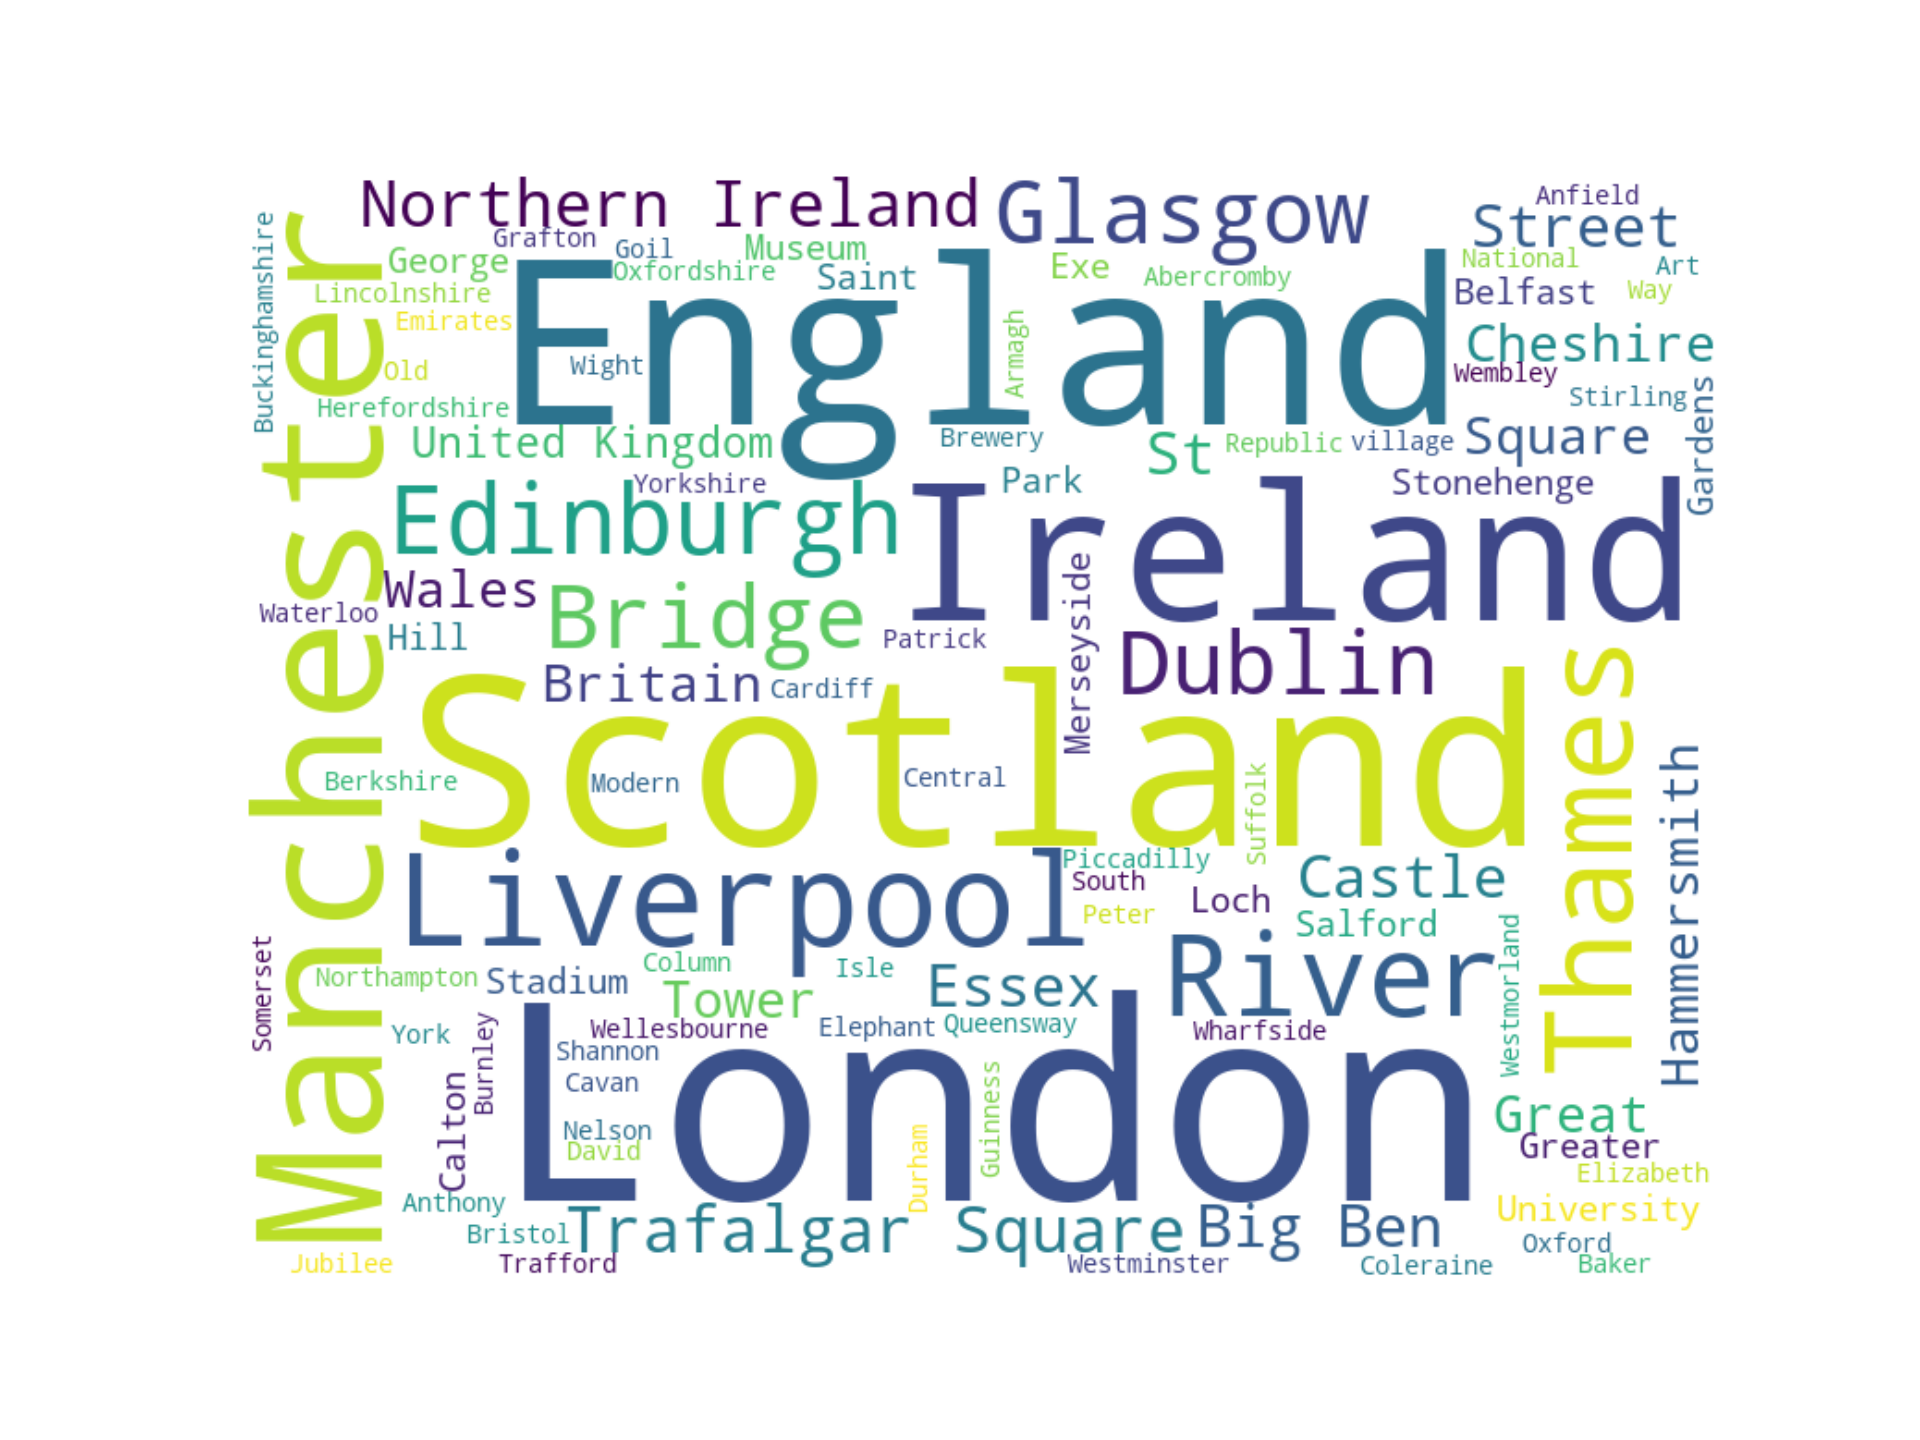 Northern Ireland
Glasgow
Anfield
Street
Grafton
Goil
Museum
George
National
Art
Oxfordshire
Saint
Exe
Abercromby
Buckinghamshire
Manchester
England
Lincolnshire
Belfast
Way
Emirates
Armagh
Cheshire
Old
Wight
Wembley
Stirling
Herefordshire
Gardens
United Kingdom
Brewery
St
Republic
village
Square
Yorkshire
Park
Stonehenge
Edinburgh
Ireland
Wales
Bridge
Merseyside
Waterloo
Hill
Patrick
Dublin
Britain
Cardiff
Scotland
Thames
Berkshire
Modern
Central
Suffolk
Hammersmith
Liverpool
Piccadilly
South
Peter
Loch
Castle
Salford
Somerset
Northampton
Stadium
Column
Isle
Tower
Essex
River
Westmorland
York
Burnley
Wellesbourne
Elephant
Queensway
Wharfside
Shannon
Cavan
London
Calton
Nelson
David
Durham
Guinness
Great
Greater
Elizabeth
Anthony
University
Bristol
Trafalgar Square
Big Ben
Oxford
Jubilee
Trafford
Westminster
Coleraine
Baker